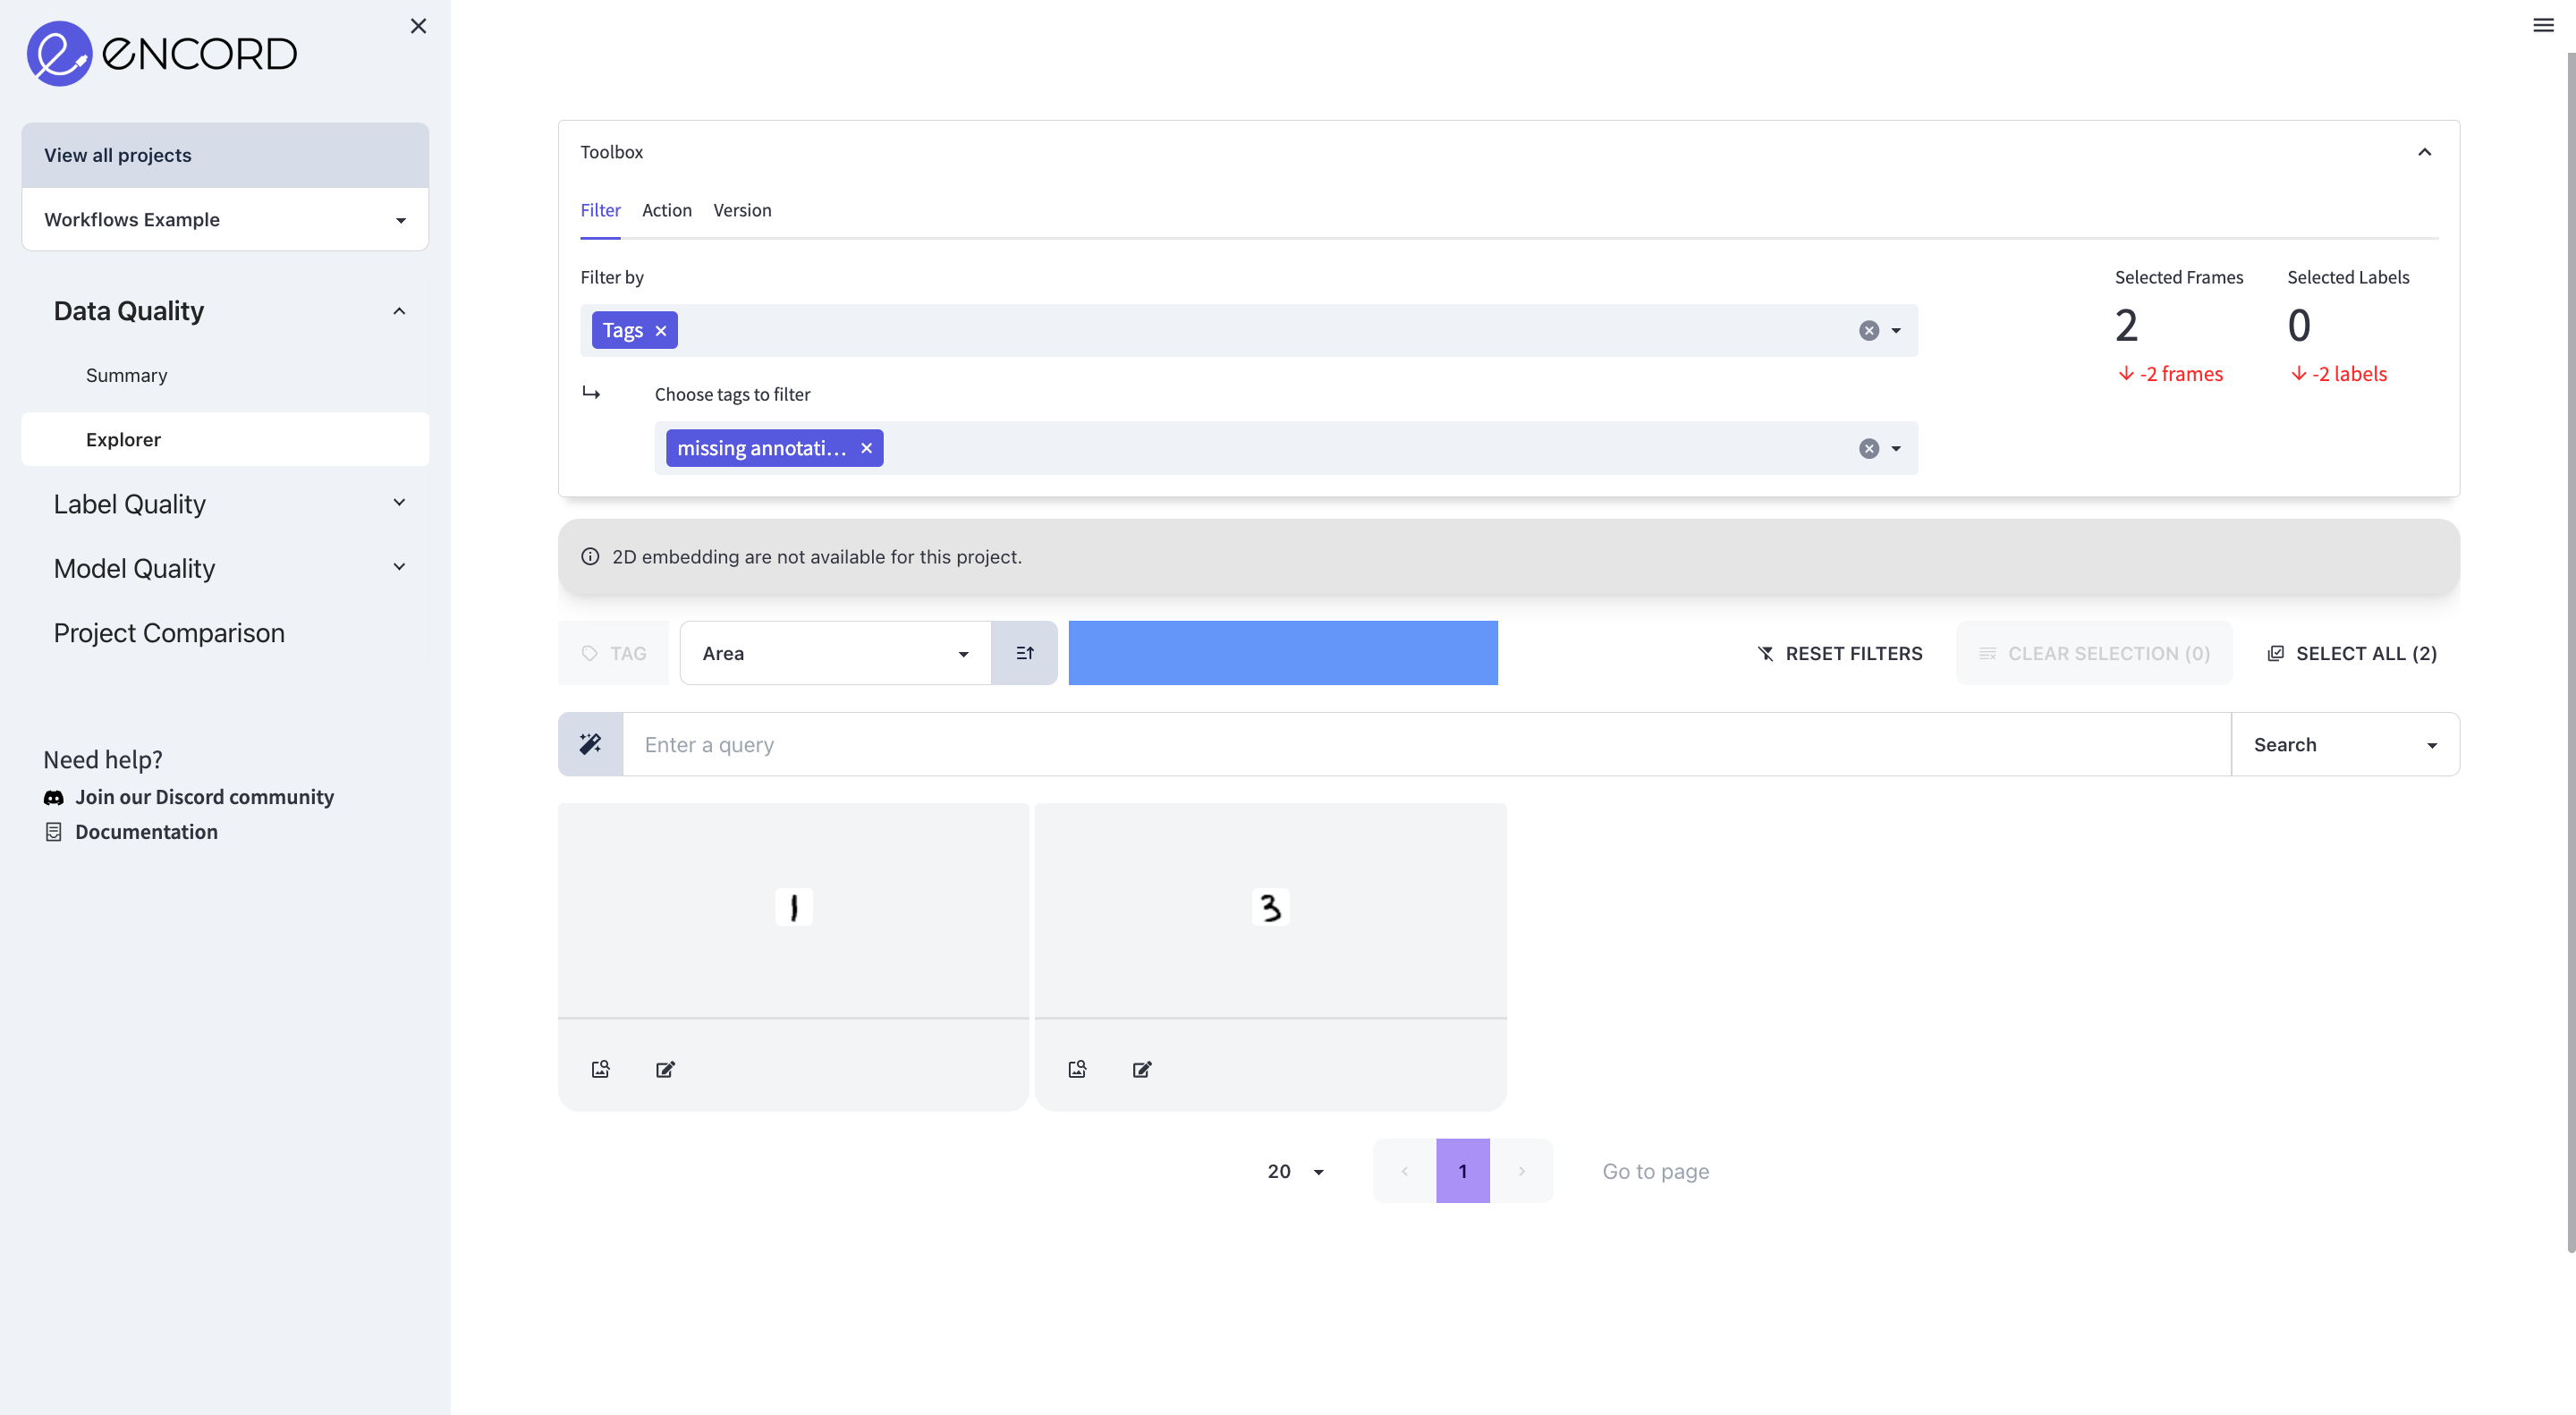 eNCORD
View all projects
Workflows Example
Data Quality
Summary
Explorer
Label Quality
Model Quality
Project Comparison
Need help?
Join our Discord community
Documentation
Toolbox
Filter Action Version
Filter by
Tags
Choose tags to filter
missing annotati...
Selected Frames
2
-2 frames
Selected Labels
0
-2 labels
2D embedding are not available for this project.
TAG
Area
RESET FILTERS
CLEAR SELECTION (0)
SELECT ALL (2)
Enter a query
Search
1
3
20
1
Go to page